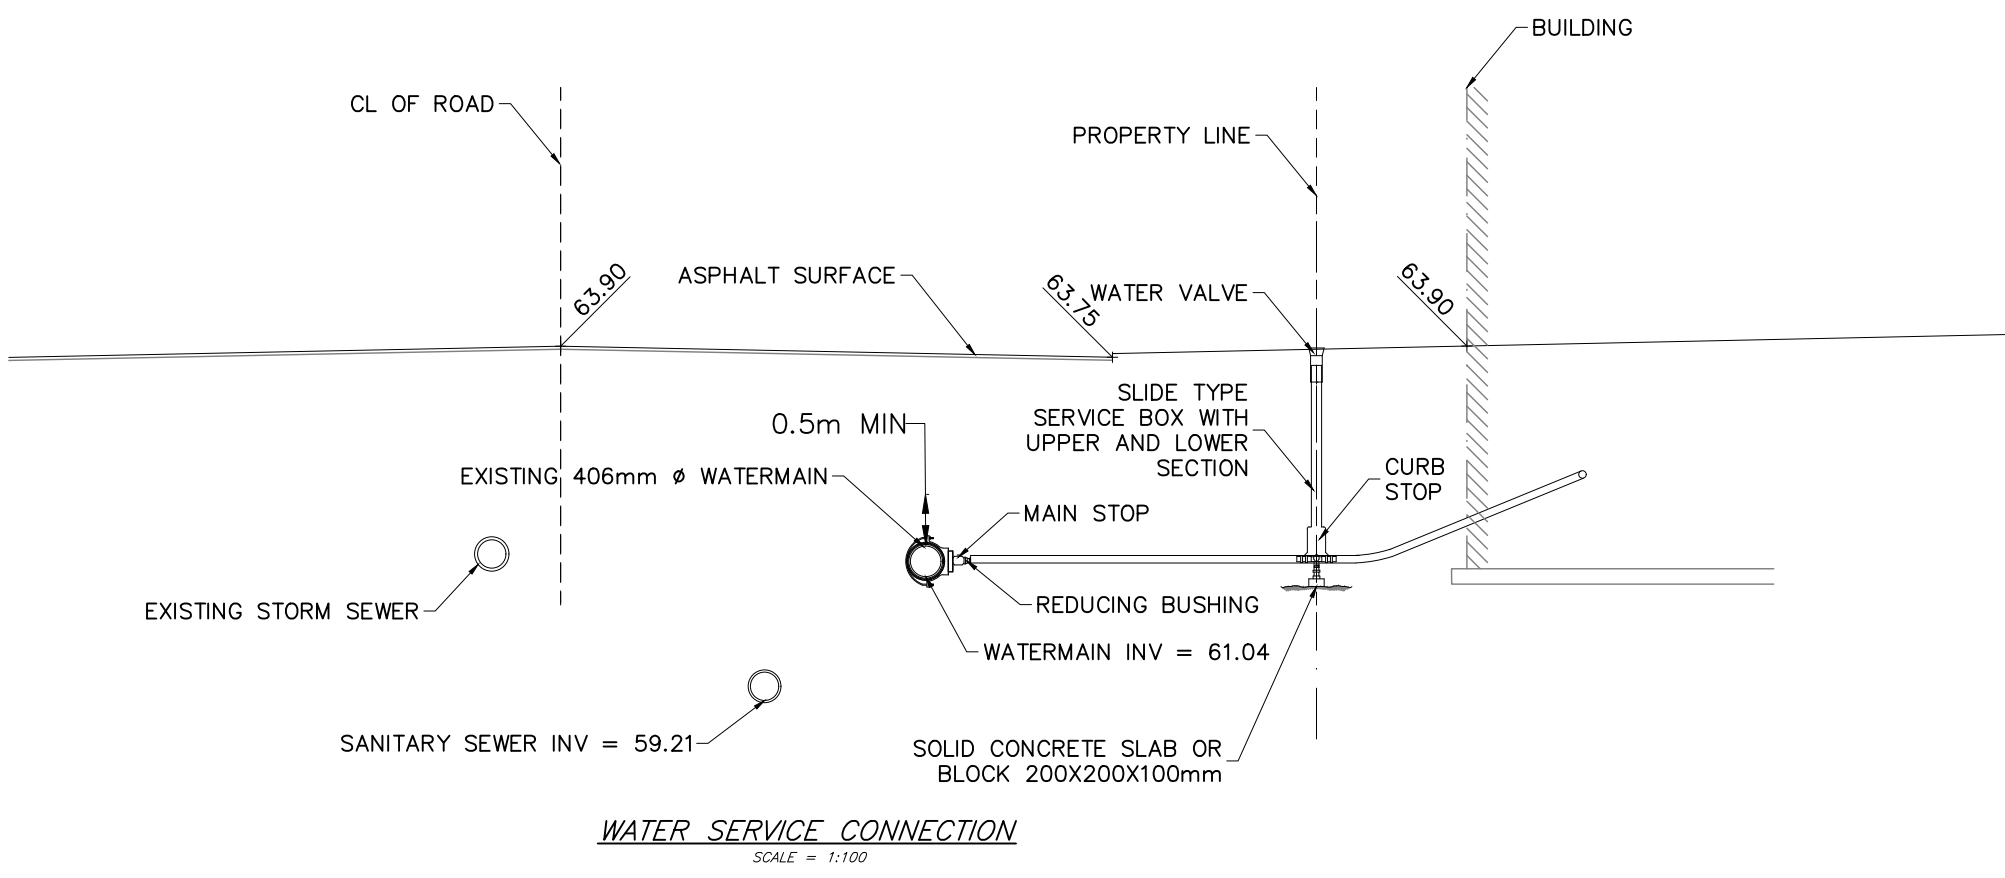 BUILDING
CL OF ROAD
PROPERTY LINE
63.90
ASPHALT SURFACE
63.75
WATER VALVE
63.90
SLIDE TYPE
SERVICE BOX WITH
UPPER AND LOWER
SECTION
0.5m MIN
EXISTING 406mm ø WATERMAIN
CURB
STOP
MAIN STOP
EXISTING STORM SEWER
REDUCING BUSHING
WATERMAIN INV = 61.04
SANITARY SEWER INV = 59.21
SOLID CONCRETE SLAB OR
BLOCK 200X200X100mm
WATER SERVICE CONNECTION
SCALE = 1:100